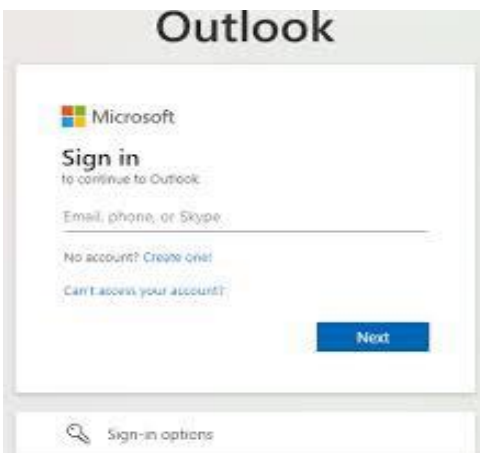 Outlook
Microsoft
Sign in
to continue to Outlook
Email, phone, or Skype
No account? Create one!
Can't access your account?
Next
Sign-in options